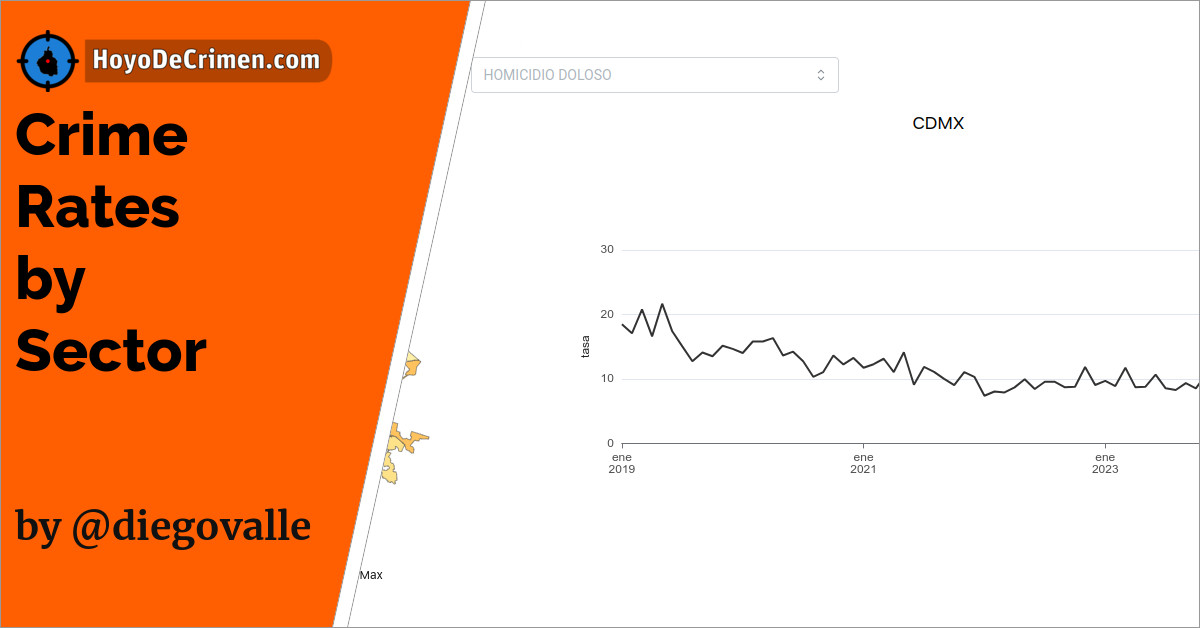 HoyoDeCrimen.com
Crime
Rates
by
Sector
by @diegovalle
HOMICIDIO DOLOSO
CDMX
30
20
10
0
tasa
ene
2019
ene
2021
ene
2023
Max